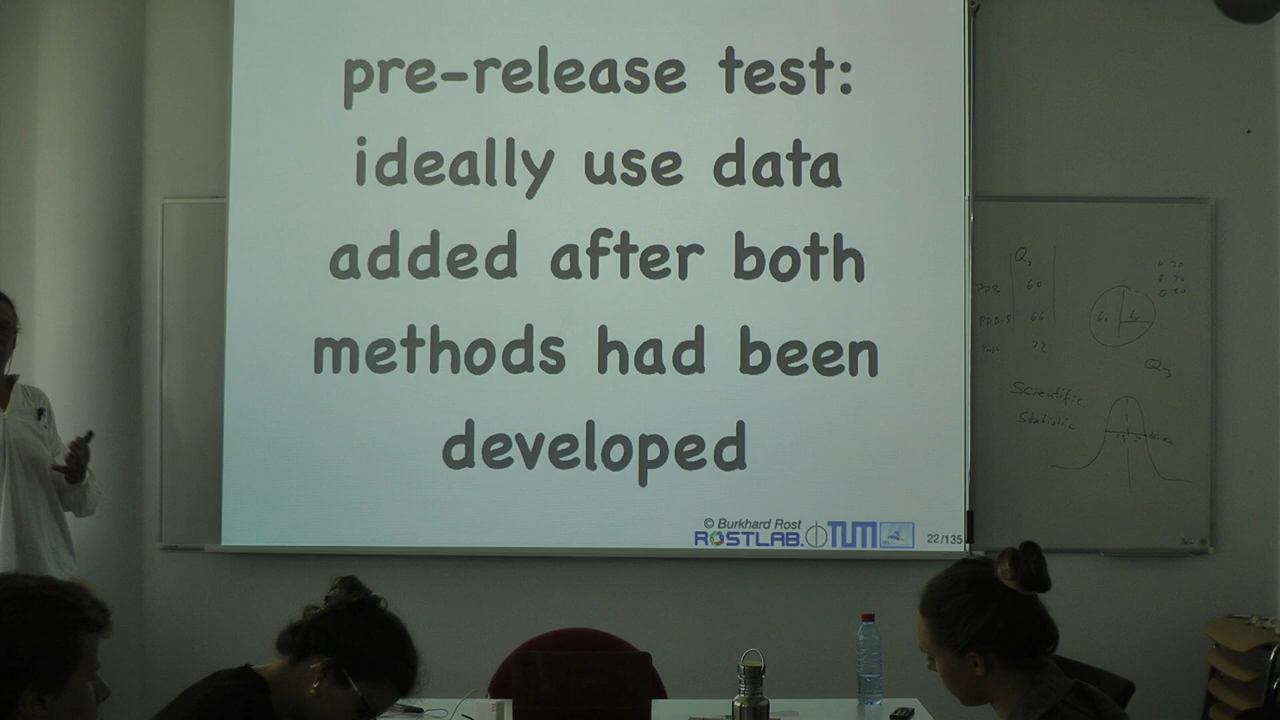 pre-release test:
ideally use data
added after both
methods had been
developed
© Burkhard Rost
ROSTLAB. TUM
22/135
Q3
60
PDB-S 66
72
Q3
Scientific
Statistic